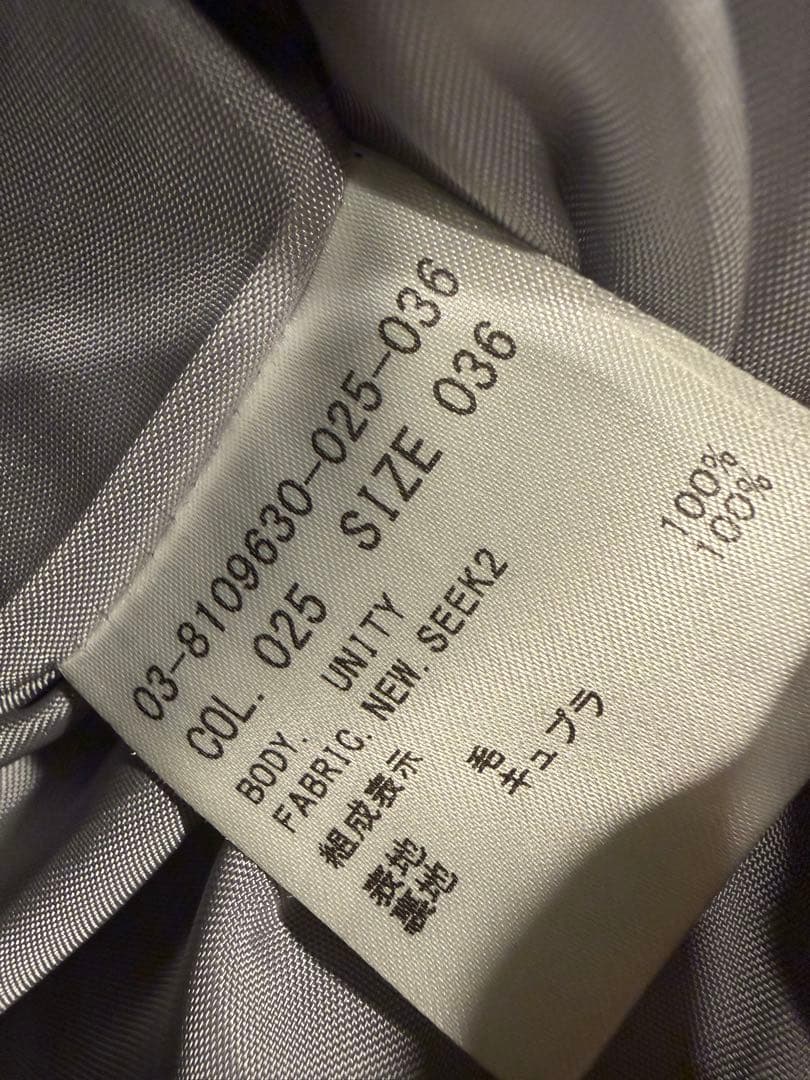 03-8109630-025-036
COL. 025 SIZE 036
BODY. UNITY
FABRIC. NEW. SEEK2
組成表示
表地 毛 100%
裏地 キュプラ 100%